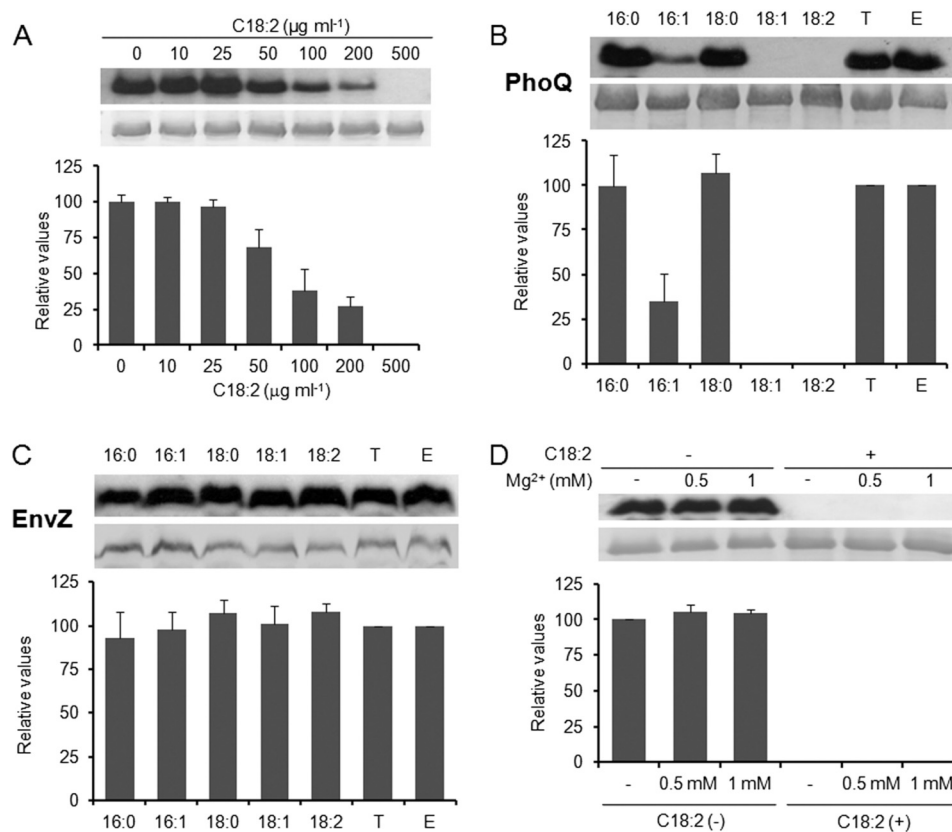 A
C18:2 (µg ml-1)
0 10 25 50 100 200 500
125
100
75
50
25
0
Relative values
0 10 25 50 100 200 500
C18:2 (µg ml-1)
B
16:0 16:1 18:0 18:1 18:2 T E
PhoQ
125
100
75
50
25
0
Relative values
16:0 16:1 18:0 18:1 18:2 T E
C
16:0 16:1 18:0 18:1 18:2 T E
EnvZ
125
100
75
50
25
0
Relative values
16:0 16:1 18:0 18:1 18:2 T E
D
C18:2 - +
Mg2+ (mM) - 0.5 1 - 0.5 1
125
100
75
50
25
0
Relative values
- 0.5 mM 1 mM - 0.5 mM 1 mM
C18:2 (-) C18:2 (+)